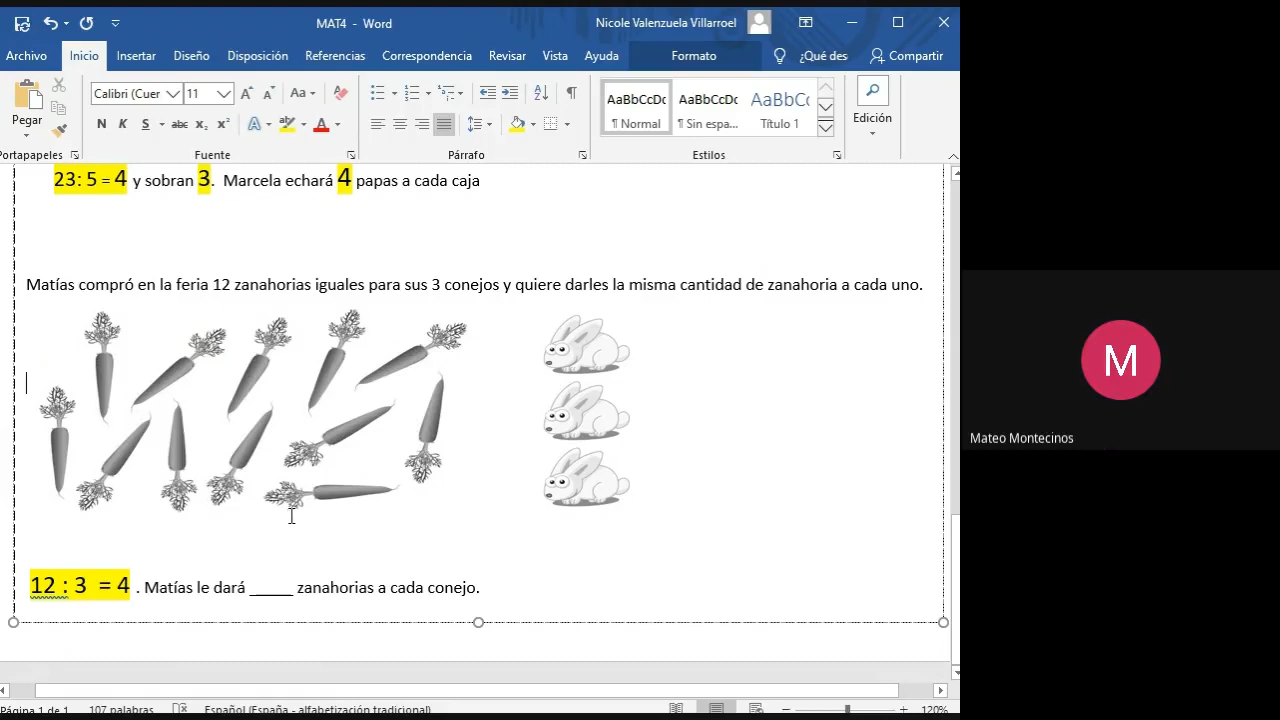 MAT4 - Word
Nicole Valenzuela Villarroel
Archivo Inicio Insertar Diseño Disposición Referencias Correspondencia Revisar Vista Ayuda Formato ¿Qué des Compartir
Pegar
Calibri (Cuer 11
Aa
N K S abc x₂ x²
A
AaBbCcDc AaBbCcDc AaBbCc
¶ Normal ¶ Sin espa... Título 1
Edición
Portapapeles Fuente Párrafo Estilos
23: 5 = 4 y sobran 3. Marcela echará 4 papas a cada caja
Matías compró en la feria 12 zanahorias iguales para sus 3 conejos y quiere darles la misma cantidad de zanahoria a cada uno.
12 : 3 = 4 . Matías le dará _____ zanahorias a cada conejo.
Página 1 de 1 107 palabras Español (España - alfabetización tradicional) 120%
M
Mateo Montecinos